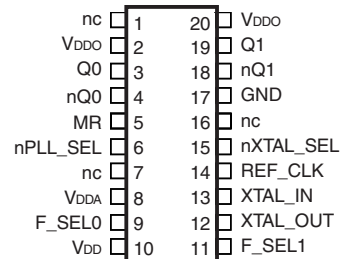 nc 1 20 VDDO
VDDO 2 19 Q1
Q0 3 18 nQ1
nQ0 4 17 GND
MR 5 16 nc
nPLL_SEL 6 15 nXTAL_SEL
nc 7 14 REF_CLK
VDDA 8 13 XTAL_IN
F_SEL0 9 12 XTAL_OUT
VDD 10 11 F_SEL1